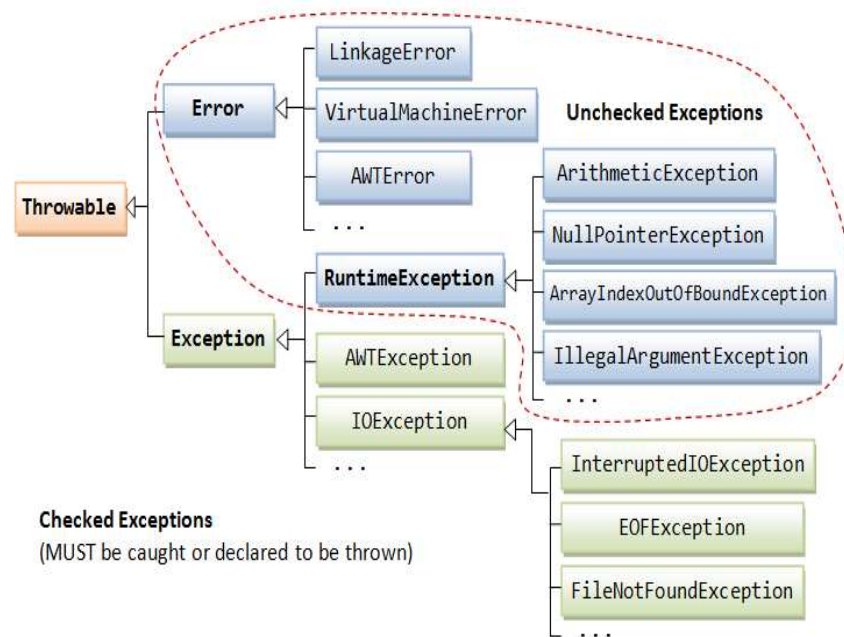 LinkageError
Error
VirtualMachineError
Unchecked Exceptions
AWTError
ArithmeticException
Throwable
...
NullPointerException
RuntimeException
ArrayIndexOutOfBoundException
Exception
AWTException
IllegalArgumentException
...
IOException
...
InterruptedIOException
Checked Exceptions
(MUST be caught or declared to be thrown)
EOFException
FileNotFoundException
...